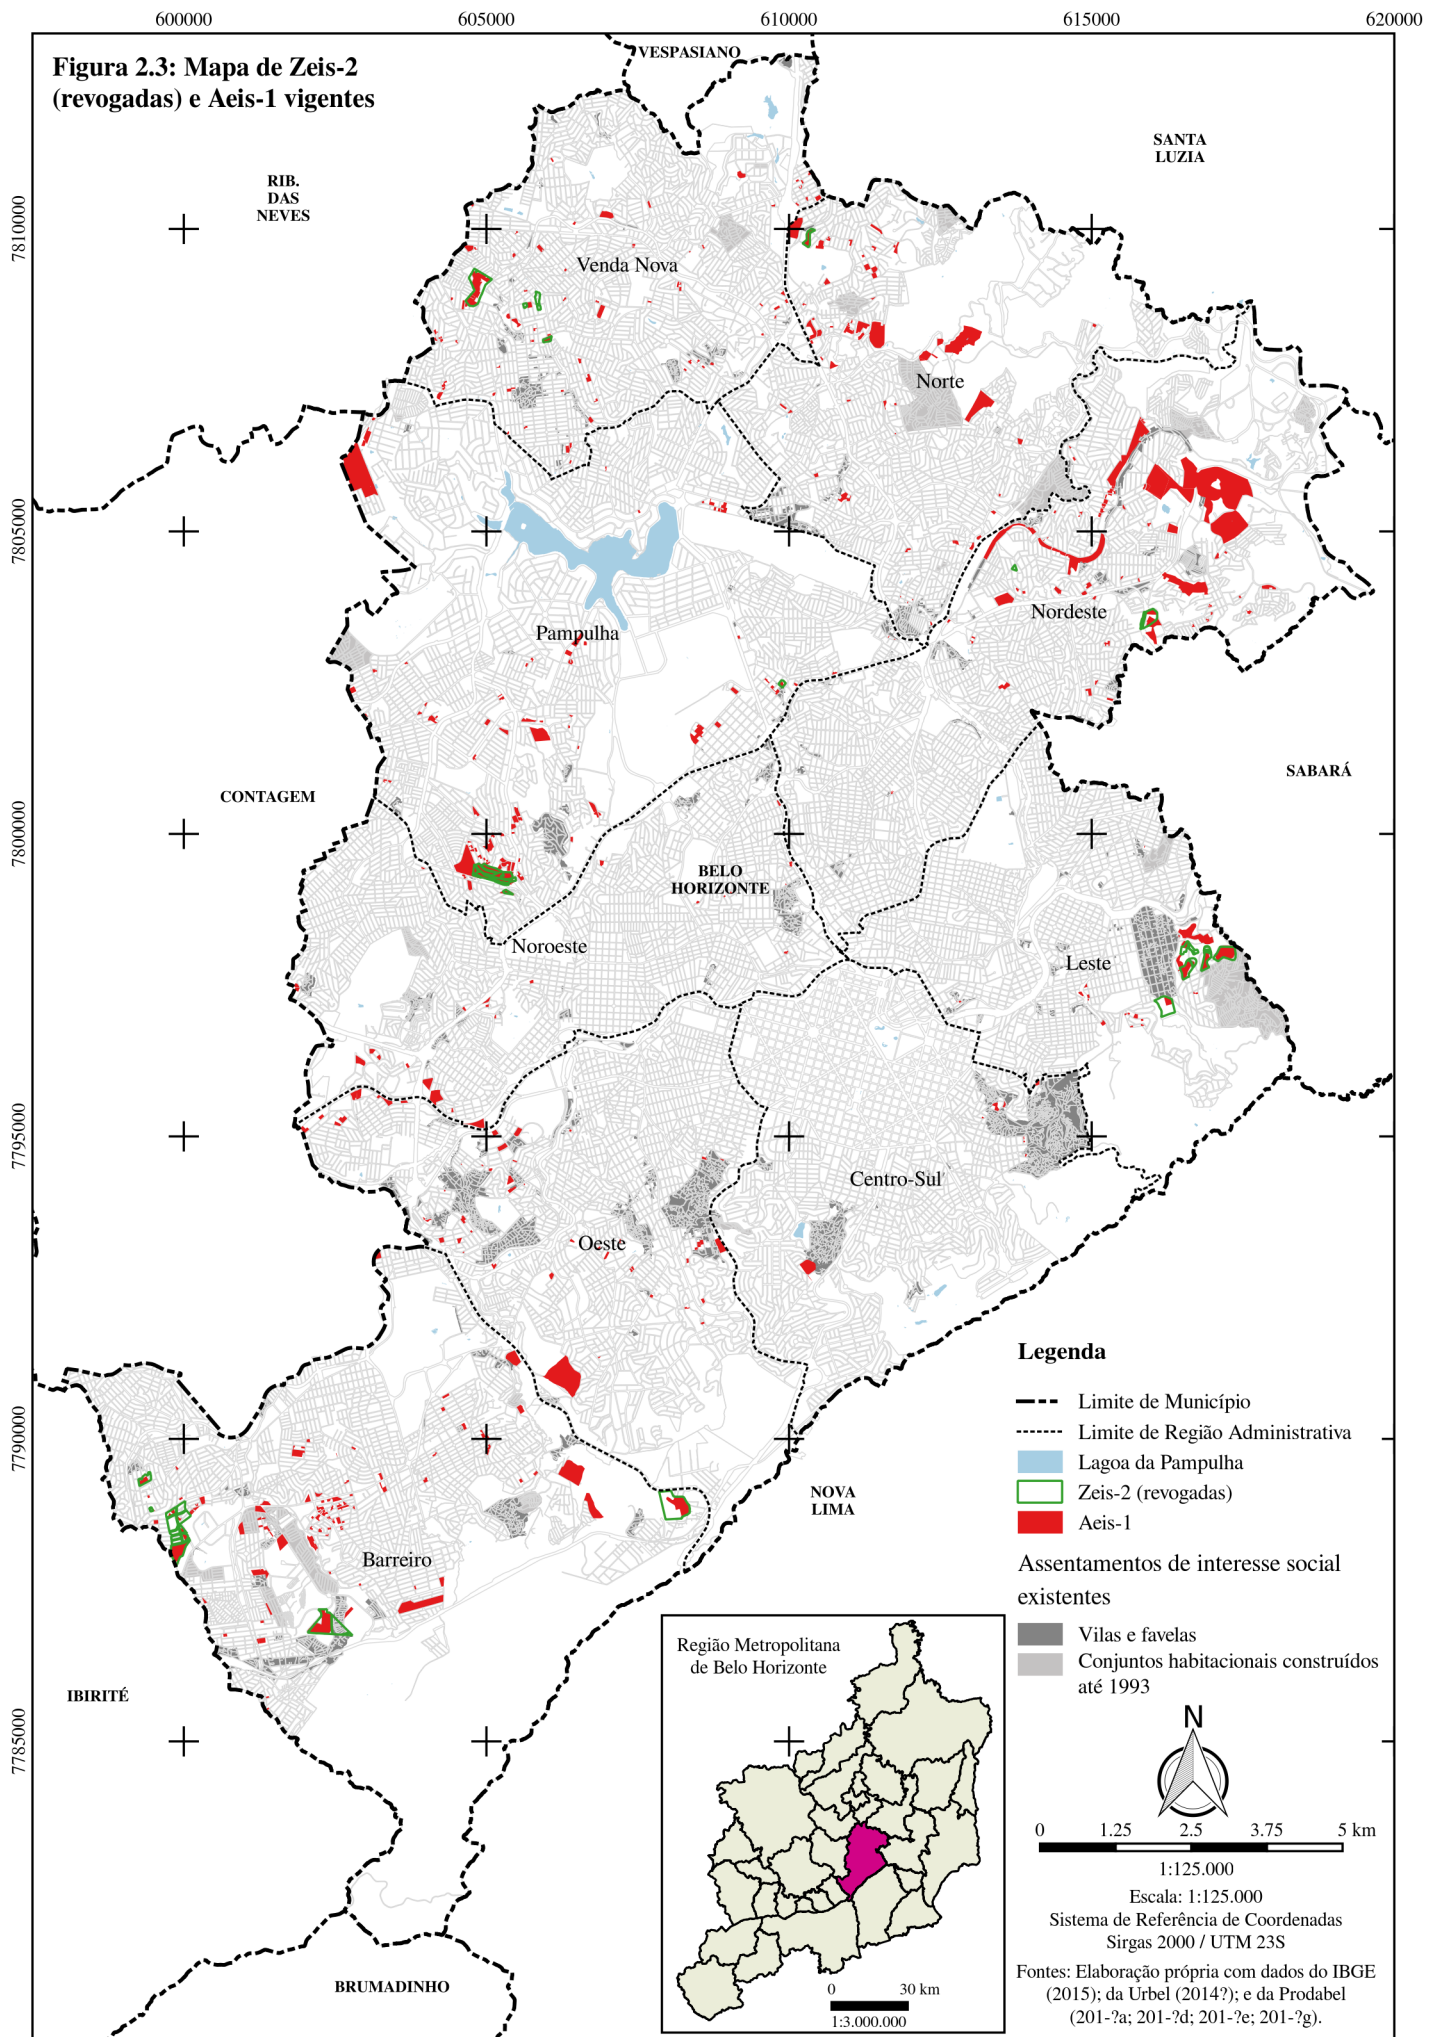 600000
605000
610000
615000
620000
Figura 2.3: Mapa de Zeis-2
(revogadas) e Aeis-1 vigentes
VESPASIANO
SANTA
LUZIA
RIB.
DAS
NEVES
7810000
Venda Nova
Norte
7805000
Nordeste
Pampulha
CONTAGEM
SABARÁ
7800000
BELO
HORIZONTE
Noroeste
Leste
7795000
Centro-Sul
Oeste
7790000
NOVA
LIMA
Barreiro
IBIRITÉ
7785000
BRUMADINHO
Legenda
Limite de Município
Limite de Região Administrativa
Lagoa da Pampulha
Zeis-2 (revogadas)
Aeis-1
Assentamentos de interesse social
existentes
Vilas e favelas
Conjuntos habitacionais construídos
até 1993
Região Metropolitana
de Belo Horizonte
0 30 km
1:3.000.000
N
0 1.25 2.5 3.75 5 km
1:125.000
Escala: 1:125.000
Sistema de Referência de Coordenadas
Sirgas 2000 / UTM 23S
Fontes: Elaboração própria com dados do IBGE
(2015); da Urbel (2014?); e da Prodabel
(201-?a; 201-?d; 201-?e; 201-?g).